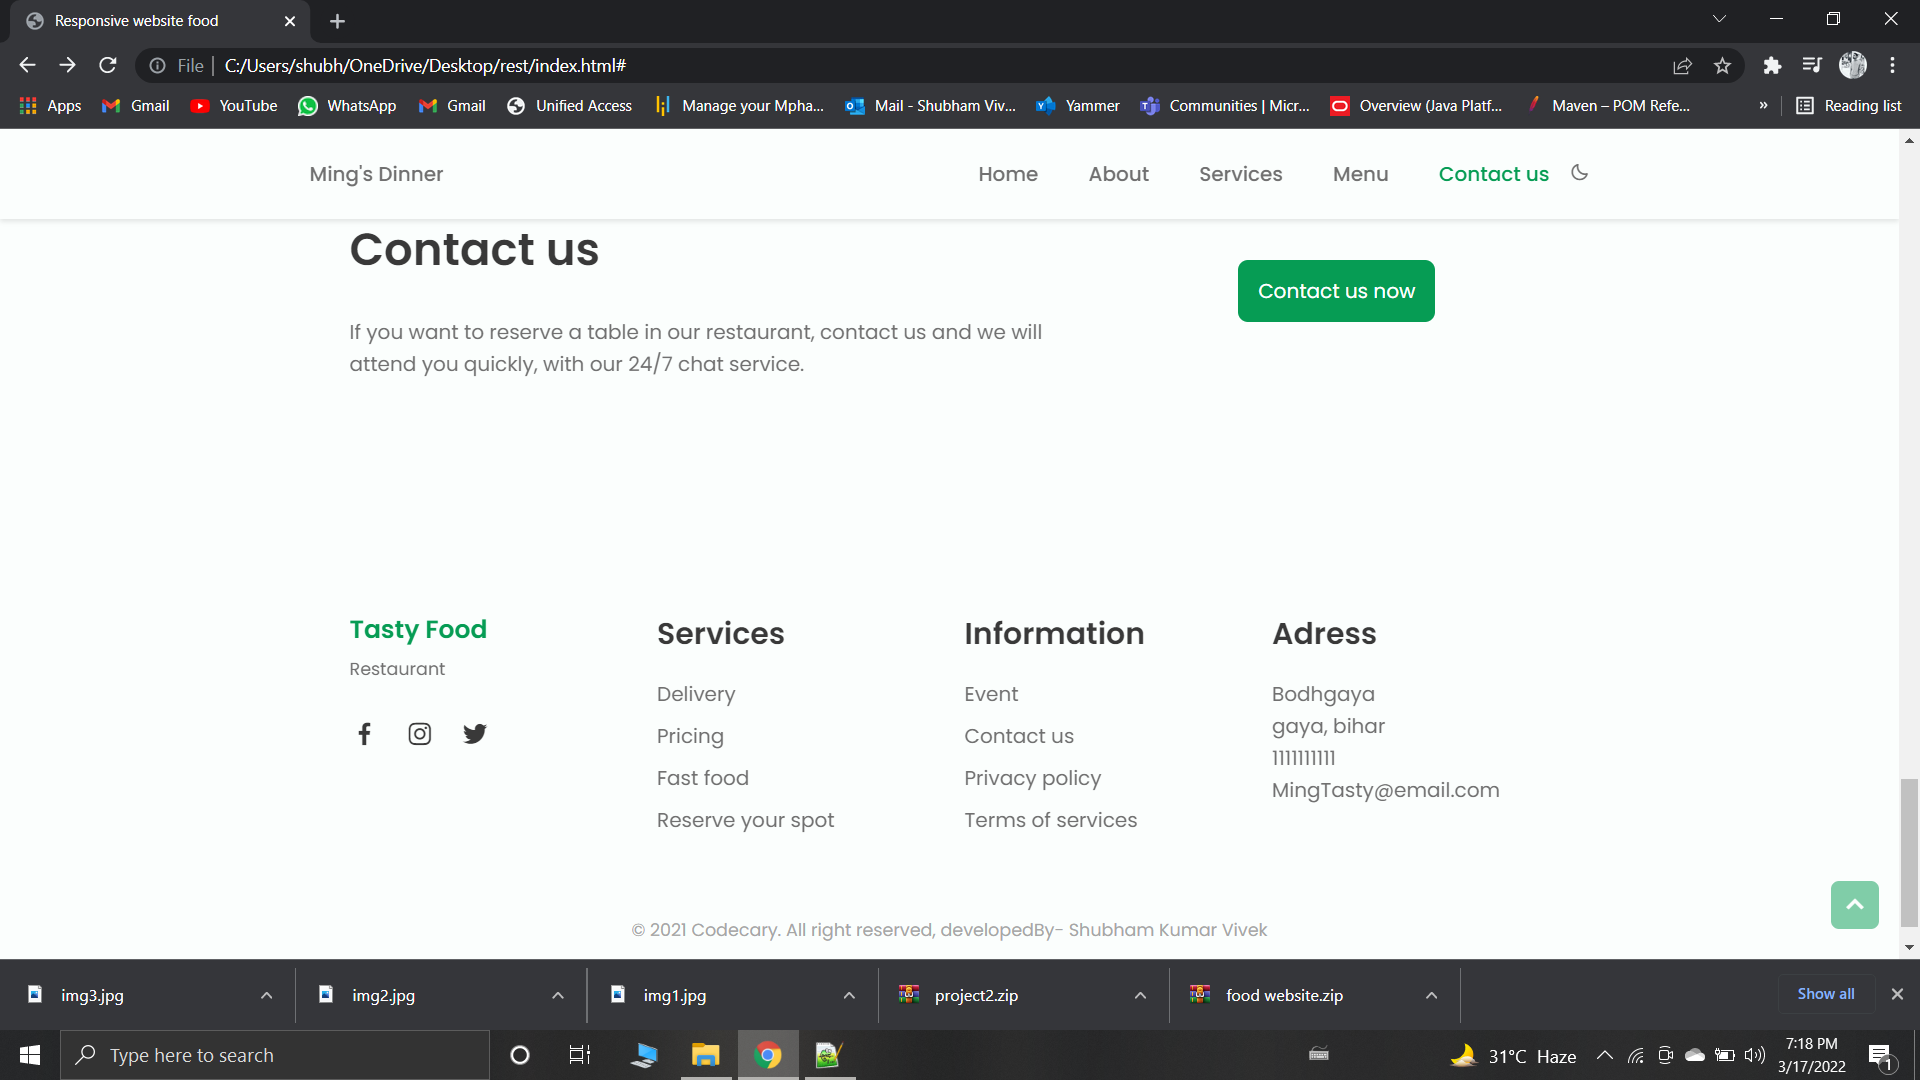 Responsive website food
File
C:/Users/shubh/OneDrive/Desktop/rest/index.html#
Apps
Gmail
YouTube
WhatsApp
Gmail
Unified Access
Manage your Mpha...
Mail - Shubham Viv...
Yammer
Communities | Micr...
Overview (Java Platf...
Maven – POM Refe...
»
Reading list
Ming's Dinner
Home
About
Services
Menu
Contact us
Contact us
Contact us now
If you want to reserve a table in our restaurant, contact us and we will
attend you quickly, with our 24/7 chat service.
Tasty Food
Restaurant
Services
Delivery
Pricing
Fast food
Reserve your spot
Information
Event
Contact us
Privacy policy
Terms of services
Adress
Bodhgaya
gaya, bihar
1111111111
MingTasty@email.com
© 2021 Codecary. All right reserved, developedBy- Shubham Kumar Vivek
img3.jpg
img2.jpg
img1.jpg
project2.zip
food website.zip
Show all
Type here to search
31°C Haze
7:18 PM
3/17/2022
1